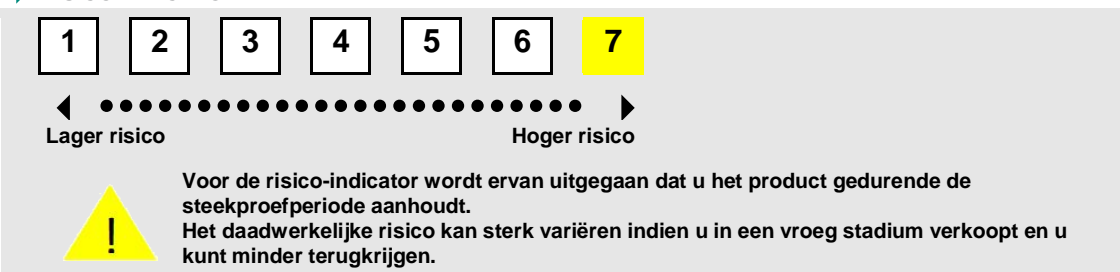 1 2 3 4 5 6 7
Lager risico Hoger risico
!
Voor de risico-indicator wordt ervan uitgegaan dat u het product gedurende de
steekproefperiode aanhoudt.
Het daadwerkelijke risico kan sterk variëren indien u in een vroeg stadium verkoopt en u
kunt minder terugkrijgen.